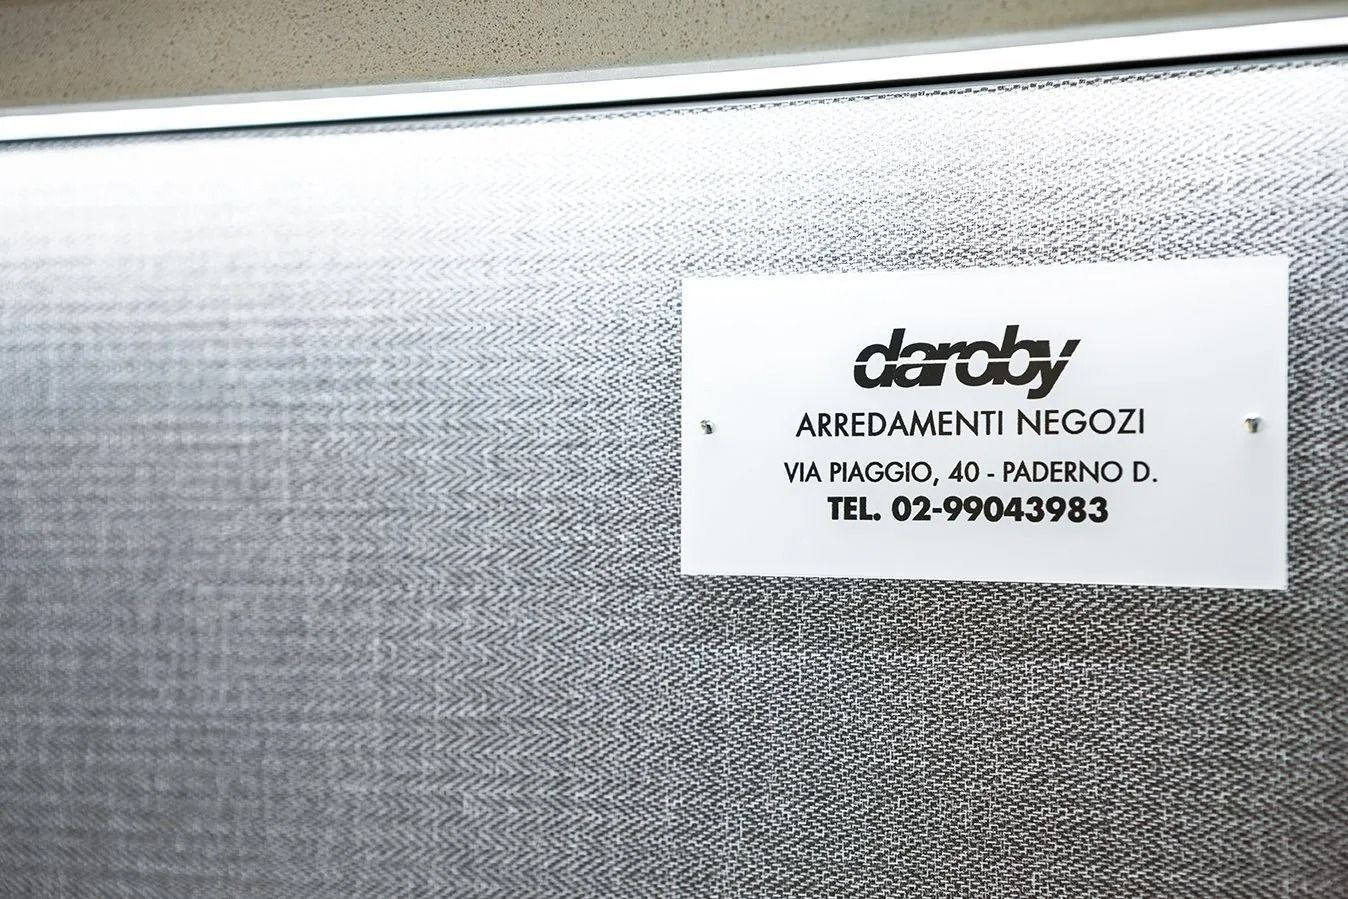 daroby
ARREDAMENTI NEGOZI
VIA PIAGGIO, 40 - PADERNO D.
TEL. 02-99043983